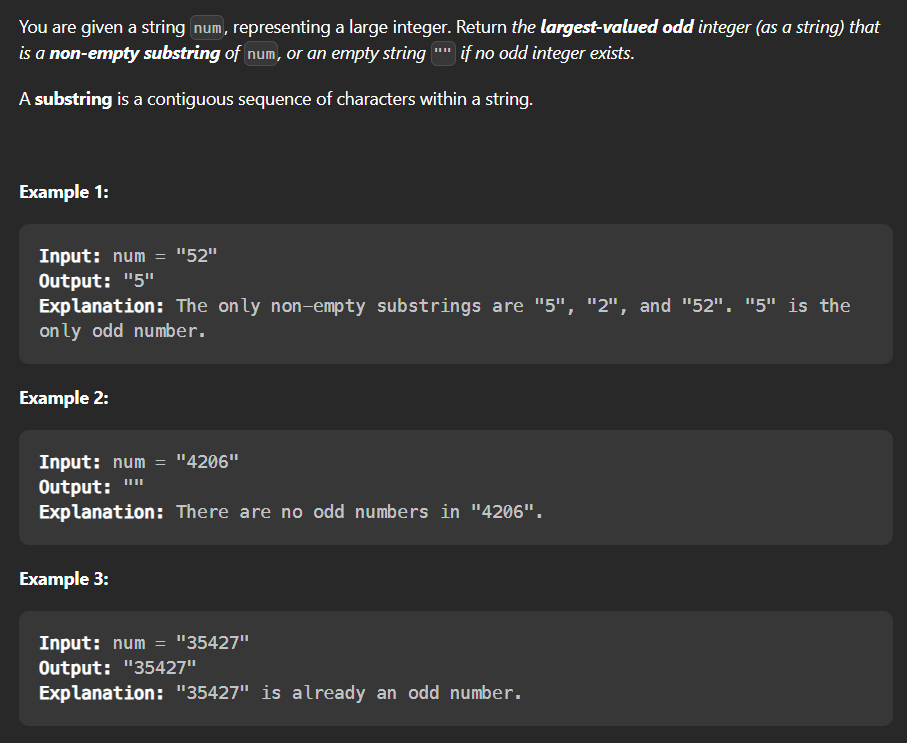 You are given a string num, representing a large integer. Return the largest-valued odd integer (as a string) that
is a non-empty substring of num, or an empty string "" if no odd integer exists.
A substring is a contiguous sequence of characters within a string.
Example 1:
Input: num = "52"
Output: "5"
Explanation: The only non-empty substrings are "5", "2", and "52". "5" is the
only odd number.
Example 2:
Input: num = "4206"
Output: ""
Explanation: There are no odd numbers in "4206".
Example 3:
Input: num = "35427"
Output: "35427"
Explanation: "35427" is already an odd number.